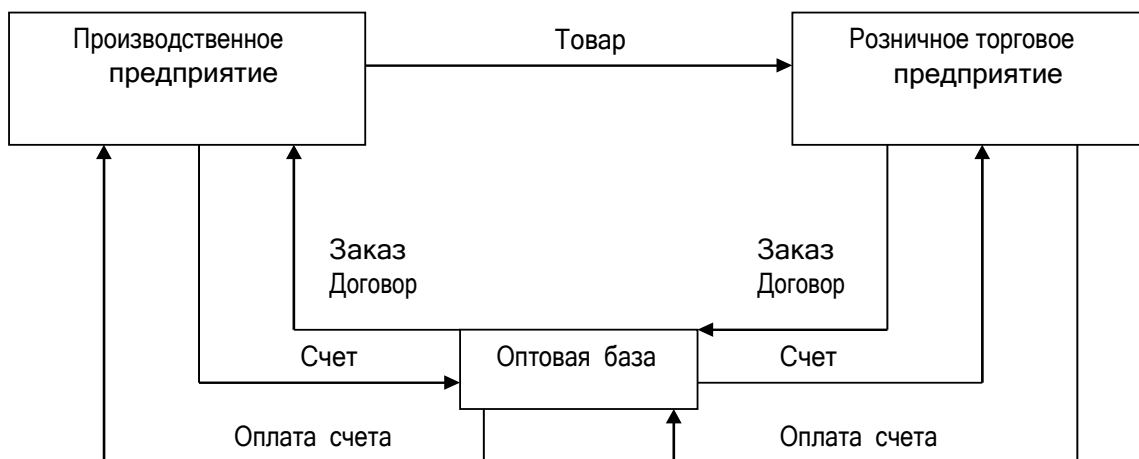 Производственное
предприятие
Товар
Розничное торговое
предприятие
Заказ
Договор
Заказ
Договор
Счет
Оптовая база
Счет
Оплата счета
Оплата счета